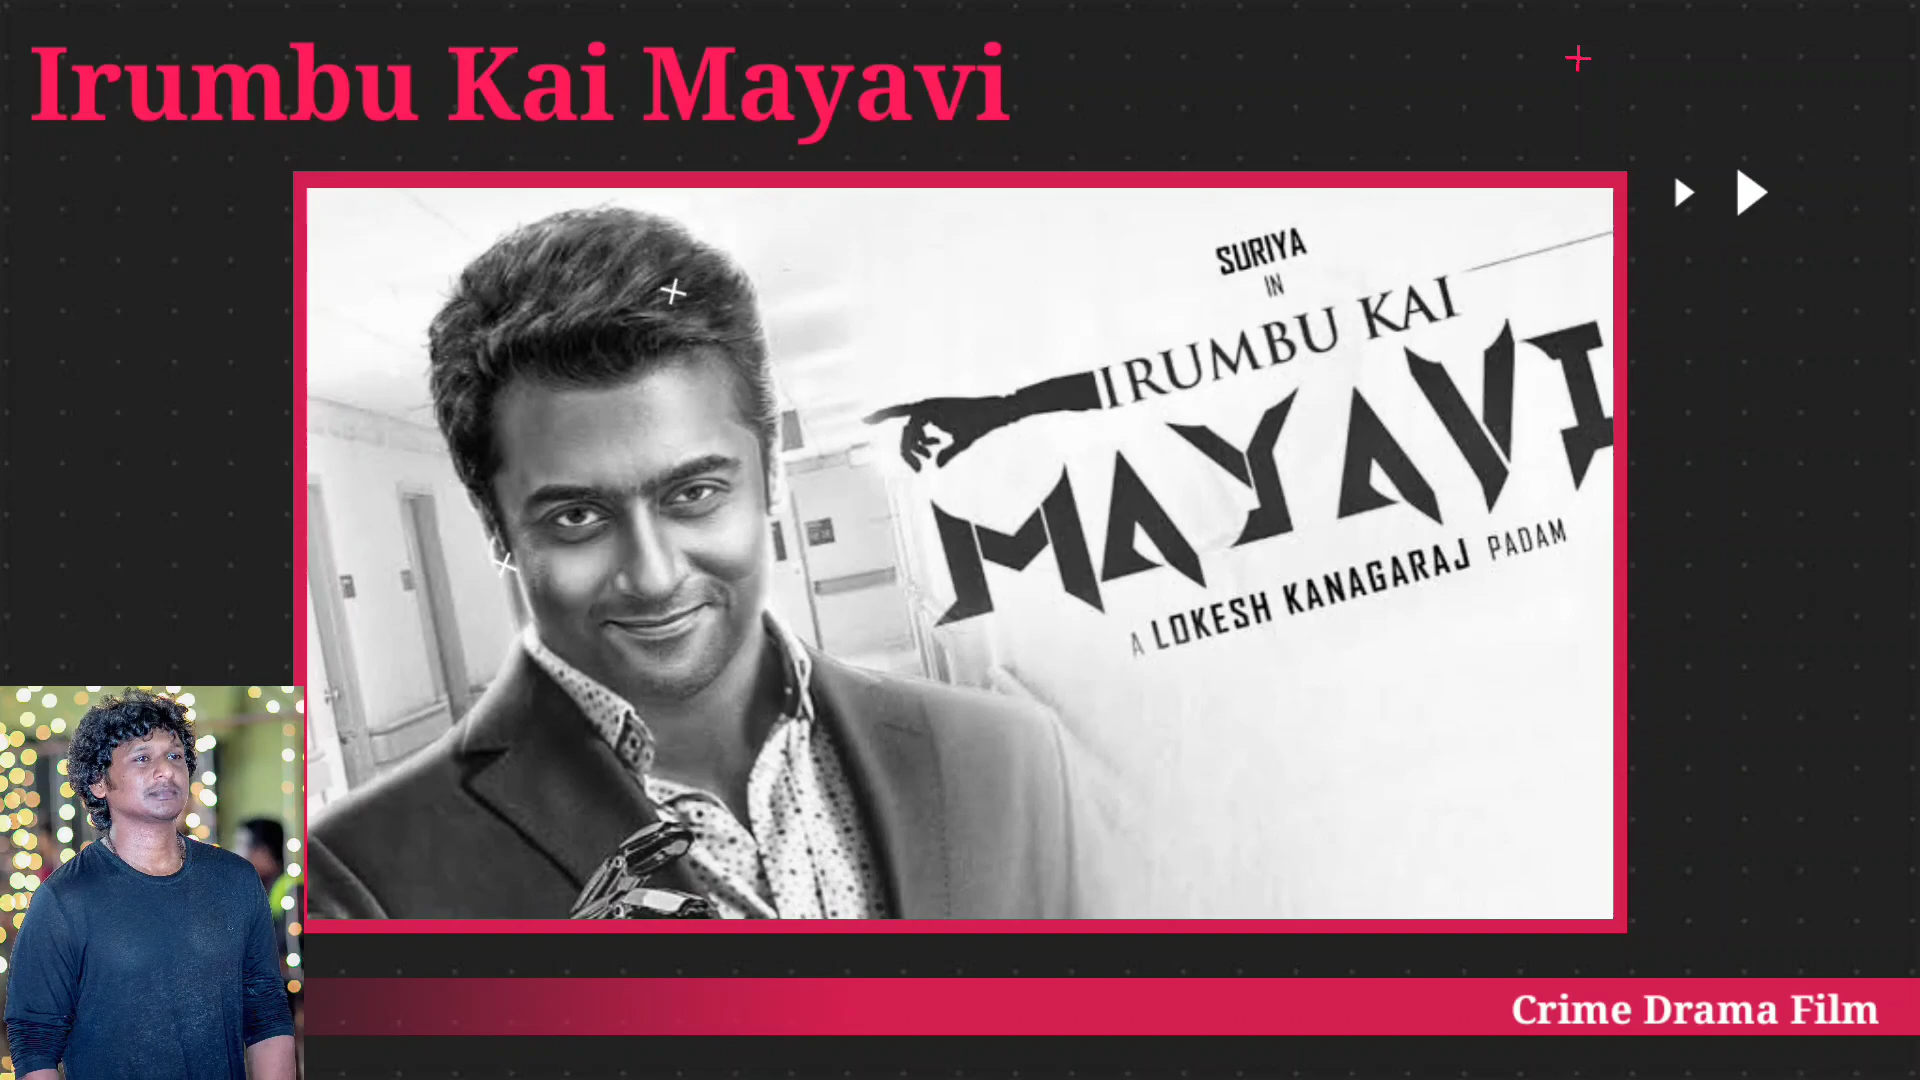 Irumbu Kai Mayavi
SURIYA
IN
IRUMBU KAI
MAYAVI
A LOKESH KANAGARAJ PADAM
Crime Drama Film